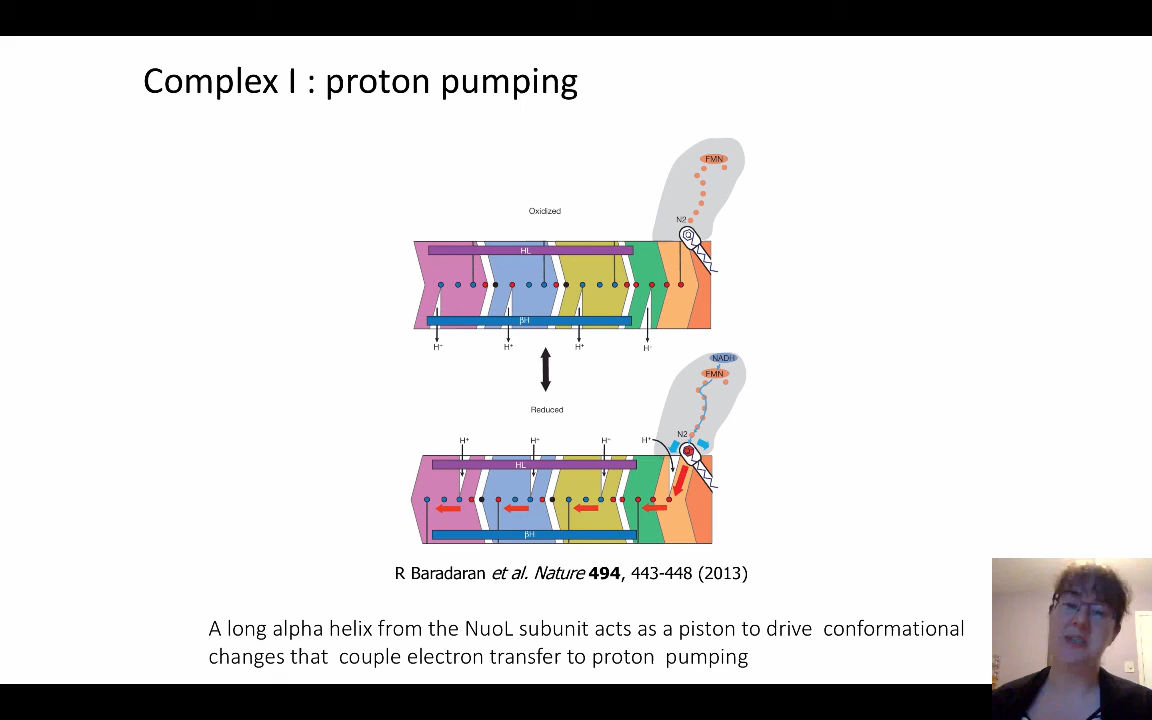 Complex I : proton pumping
FMN
Oxidized
N2
HL
βH
H⁺ H⁺ H⁺ H⁺
NADH
FMN
Reduced
N2
H⁺ H⁺ H⁺ H⁺
HL
βH
R Baradaran et al. Nature 494, 443-448 (2013)
A long alpha helix from the NuoL subunit acts as a piston to drive conformational
changes that couple electron transfer to proton pumping